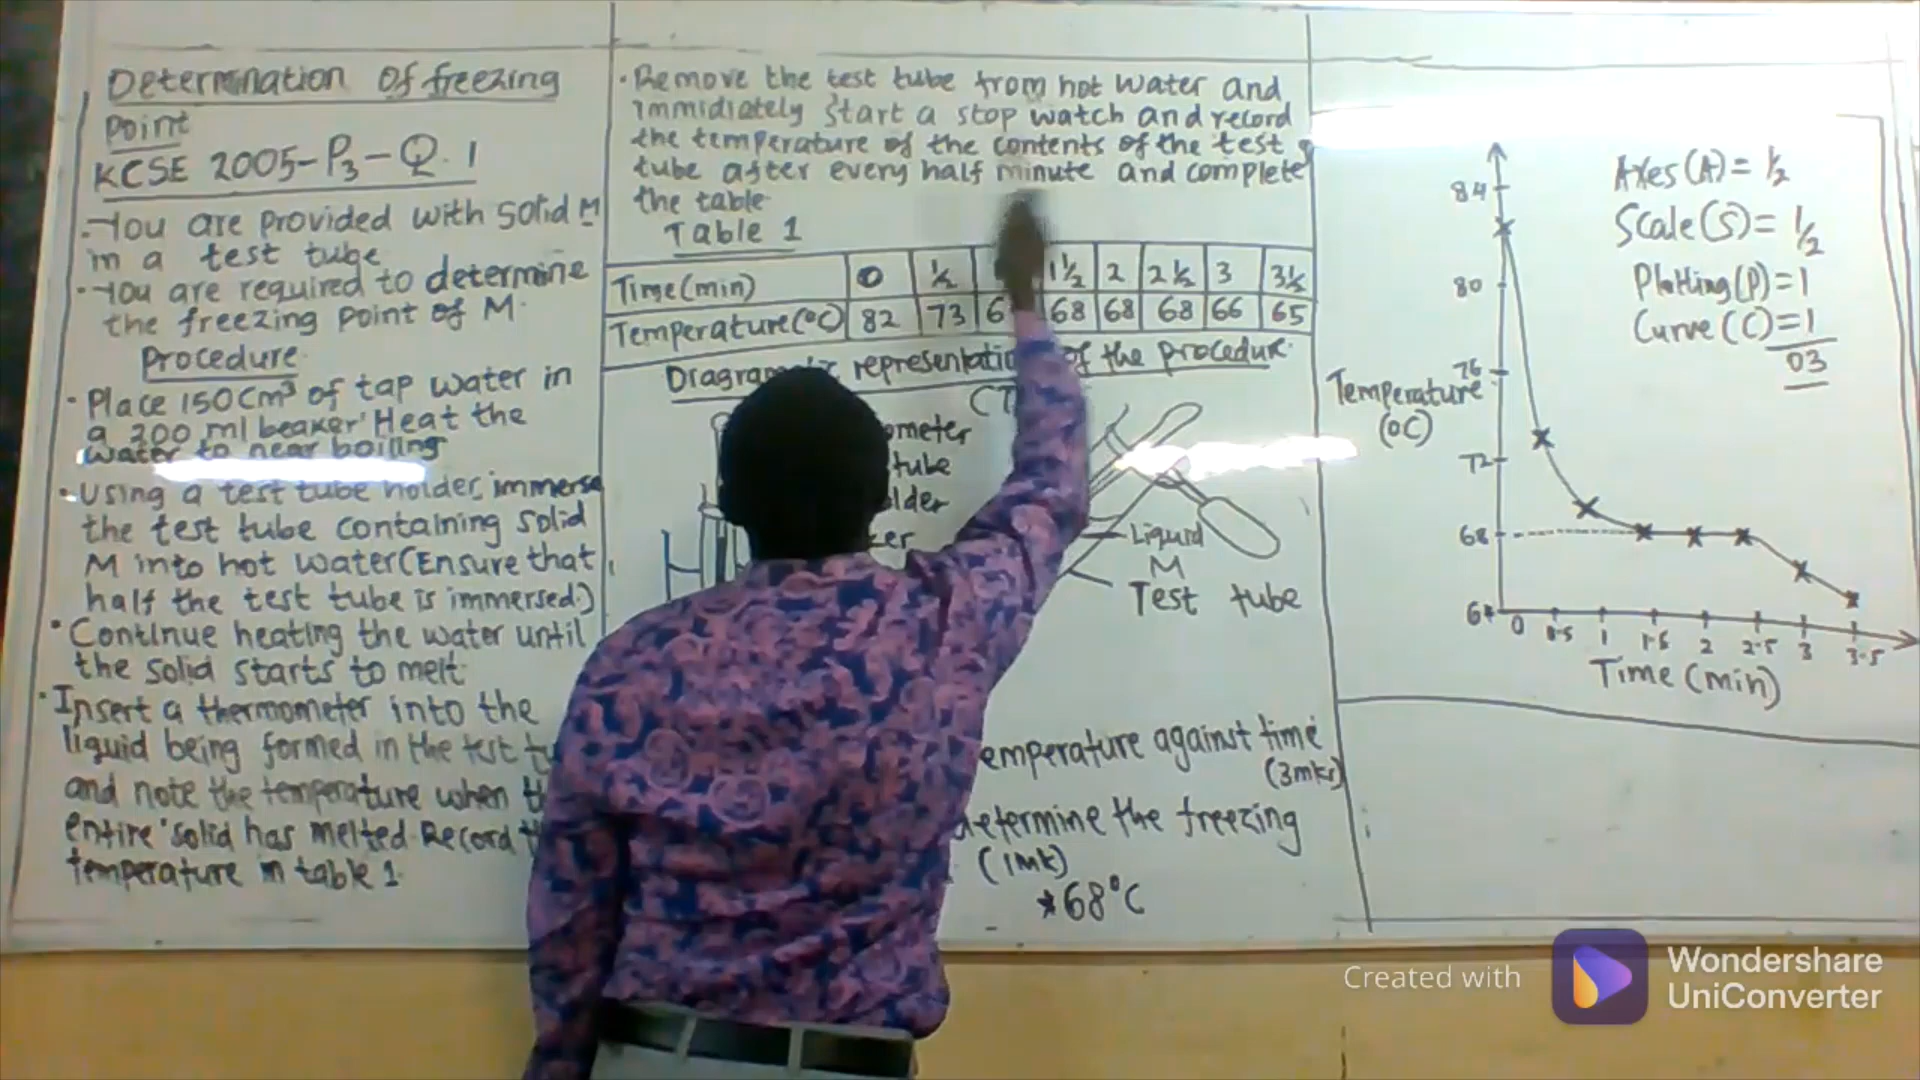 Determination of freezing
Point
KCSE 2005-P3-Q.1
-You are provided with solid M
in a test tube
•You are required to determine
the freezing point of M.
Procedure
•Place 150cm³ of tap water in
a 200 ml beaker. Heat the
water to near boiling
•Using a test tube holder, immerse
the test tube containing solid
M into hot water(Ensure that
half the test tube is immersed.)
•Continue heating the water until
the solid starts to melt.
•Insert a thermometer into the
liquid being formed in the test
and note the temperature when
entire solid has melted. Record
temperature in table 1.
•Remove the test tube from hot water and
immidiately start a stop watch and record
the temperature of the contents of the test
tube after every half minute and complete
the table.
Table 1
Time(min) 0 ½ 1½ 2 2½ 3 3½
Temperature(°C) 82 73 6 68 68 68 66 65
representation of the procedure.
Liquid
M
Test tube
temperature against time
(3mks)
determine the freezing
(1mk)
*68°C
Axes(A) = ½
Scale(S) = ½
Plotting(P) = 1
Curve(C) = 1
03
84
80
76
Temperature
(°C)
72
68
64
0 0.5 1 1.5 2 2.5 3 3.5
Time (min)
Created with
Wondershare
UniConverter